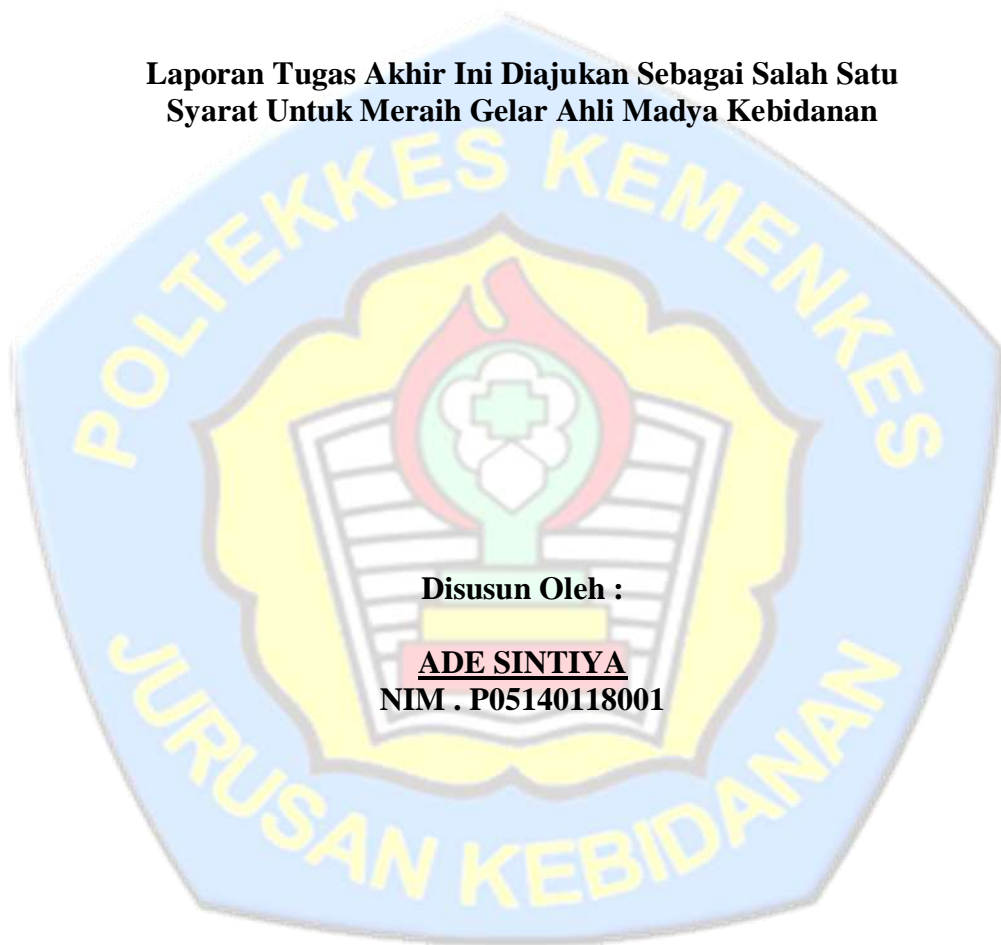 Laporan Tugas Akhir Ini Diajukan Sebagai Salah Satu
Syarat Untuk Meraih Gelar Ahli Madya Kebidanan
POLTEKKES KEMENKES
Disusun Oleh :
ADE SINTIYA
NIM . P05140118001
JURUSAN KEBIDANAN